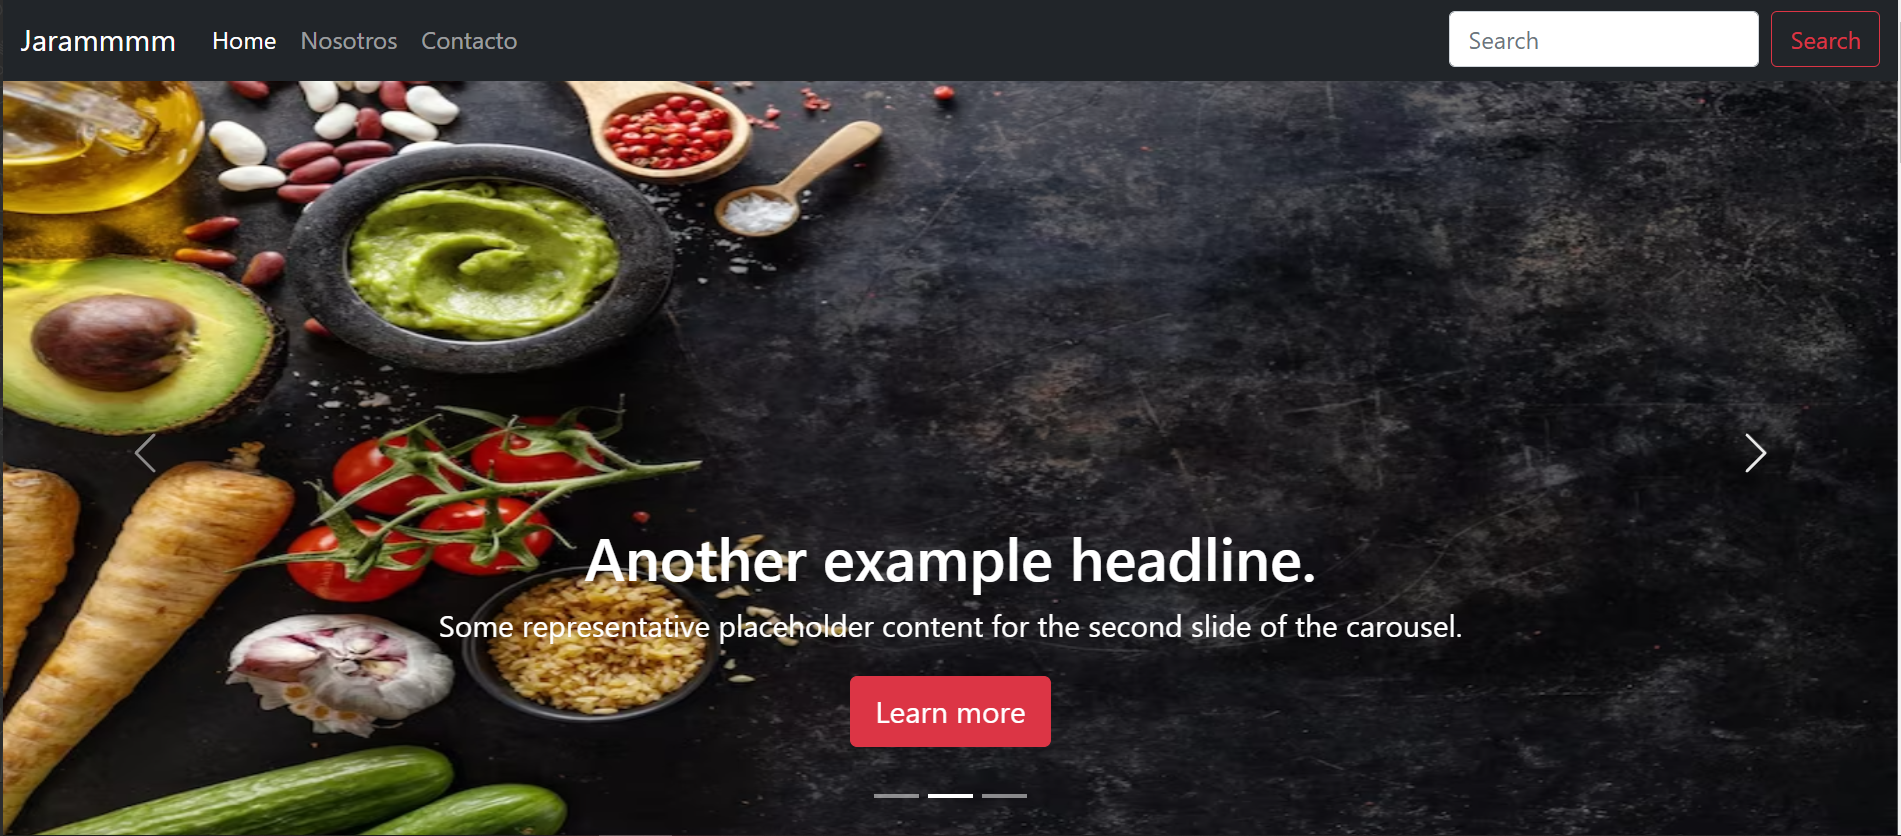 Jarammmm Home Nosotros Contacto Search Search
Another example headline.
Some representative placeholder content for the second slide of the carousel.
Learn more